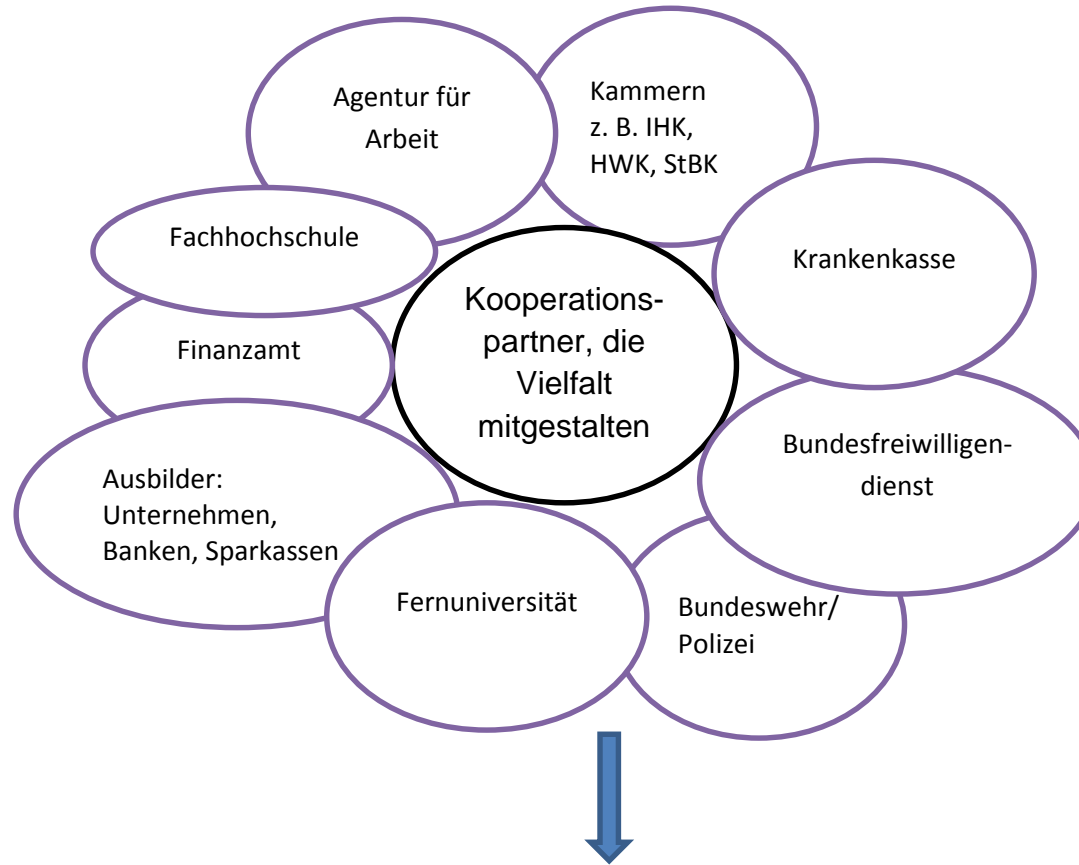 Agentur für
Arbeit
Kammern
z. B. IHK,
HWK, StBK
Fachhochschule
Krankenkasse
Kooperations-
partner, die
Vielfalt
mitgestalten
Finanzamt
Bundesfreiwilligen-
dienst
Ausbilder:
Unternehmen,
Banken, Sparkassen
Fernuniversität
Bundeswehr/
Polizei